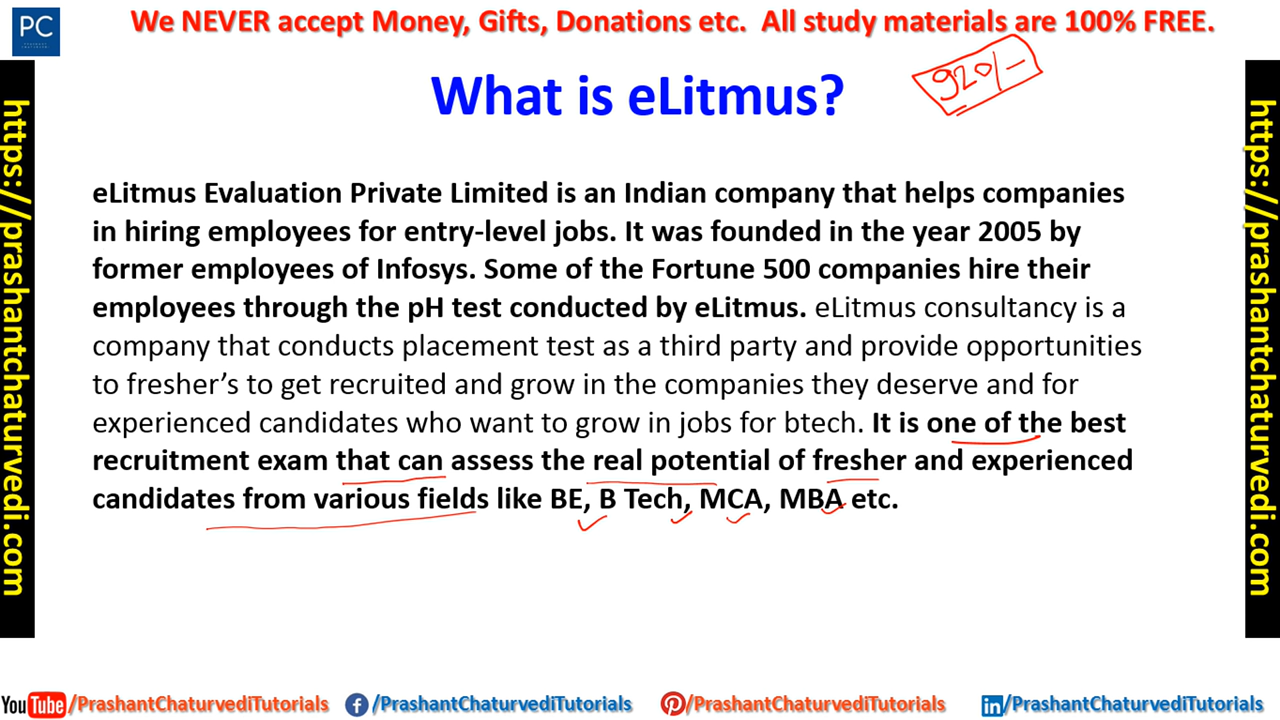 PC
PRASHANT
CHATURVEDI
We NEVER accept Money, Gifts, Donations etc. All study materials are 100% FREE.
920/-
What is eLitmus?
https://prashantchaturvedi.com
https://prashantchaturvedi.com
eLitmus Evaluation Private Limited is an Indian company that helps companies
in hiring employees for entry-level jobs. It was founded in the year 2005 by
former employees of Infosys. Some of the Fortune 500 companies hire their
employees through the pH test conducted by eLitmus. eLitmus consultancy is a
company that conducts placement test as a third party and provide opportunities
to fresher’s to get recruited and grow in the companies they deserve and for
experienced candidates who want to grow in jobs for btech. It is one of the best
recruitment exam that can assess the real potential of fresher and experienced
candidates from various fields like BE, B Tech, MCA, MBA etc.
YouTube/PrashantChaturvediTutorials f/PrashantChaturvediTutorials /PrashantChaturvediTutorials in/PrashantChaturvediTutorials